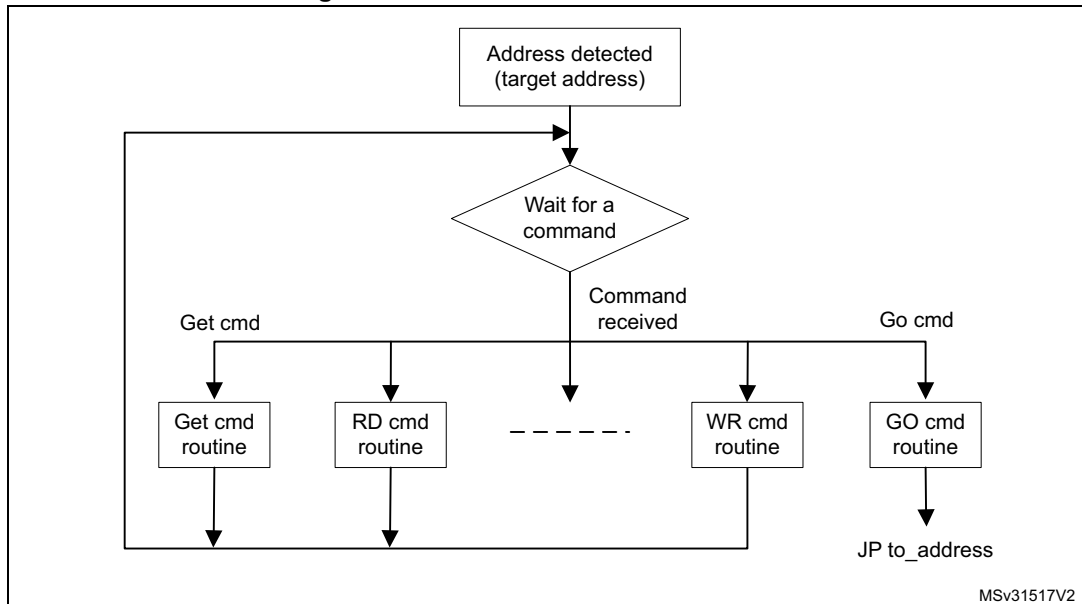 Address detected
(target address)
Wait for a
command
Command
received
Get cmd
Go cmd
Get cmd
routine
RD cmd
routine
WR cmd
routine
GO cmd
routine
JP to_address
MSv31517V2